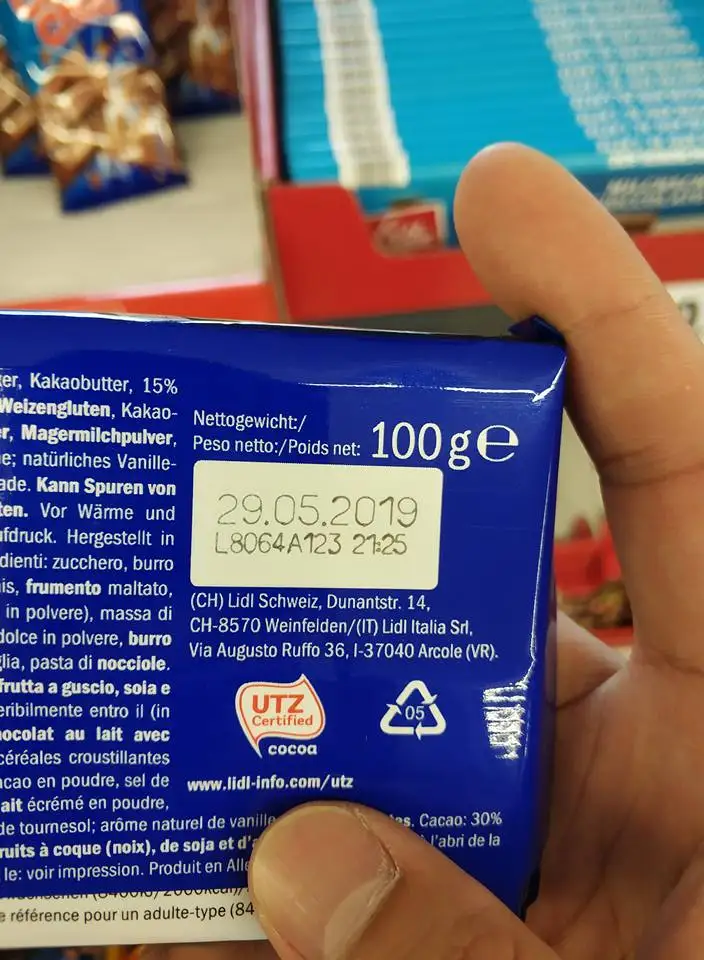 er, Kakaobutter, 15%
Weizengluten, Kakao-
r, Magermilchpulver,
e; natürliches Vanille-
ade. Kann Spuren von
ten. Vor Wärme und
ufdruck. Hergestellt in
dienti: zucchero, burro
is, frumento maltato,
in polvere), massa di
dolce in polvere, burro
glia, pasta di nocciole.
frutta a guscio, soia e
eribilmente entro il (in
ocolat au lait avec
céréales croustillantes
acao en poudre, sel de
ait écrémé en poudre,
de tournesol; arôme naturel de vanille
es. Cacao: 30%
ruits à coque (noix), de soja et d'a
l'abri de la
le: voir impression. Produit en Alle
e référence pour un adulte-type (84
Nettogewicht:/
Peso netto:/Poids net: 100 g e
29.05.2019
L8064A123 21:25
(CH) Lidl Schweiz, Dunantstr. 14,
CH-8570 Weinfelden/(IT) Lidl Italia Srl,
Via Augusto Ruffo 36, I-37040 Arcole (VR).
UTZ
Certified
cocoa
05
www.lidl-info.com/utz